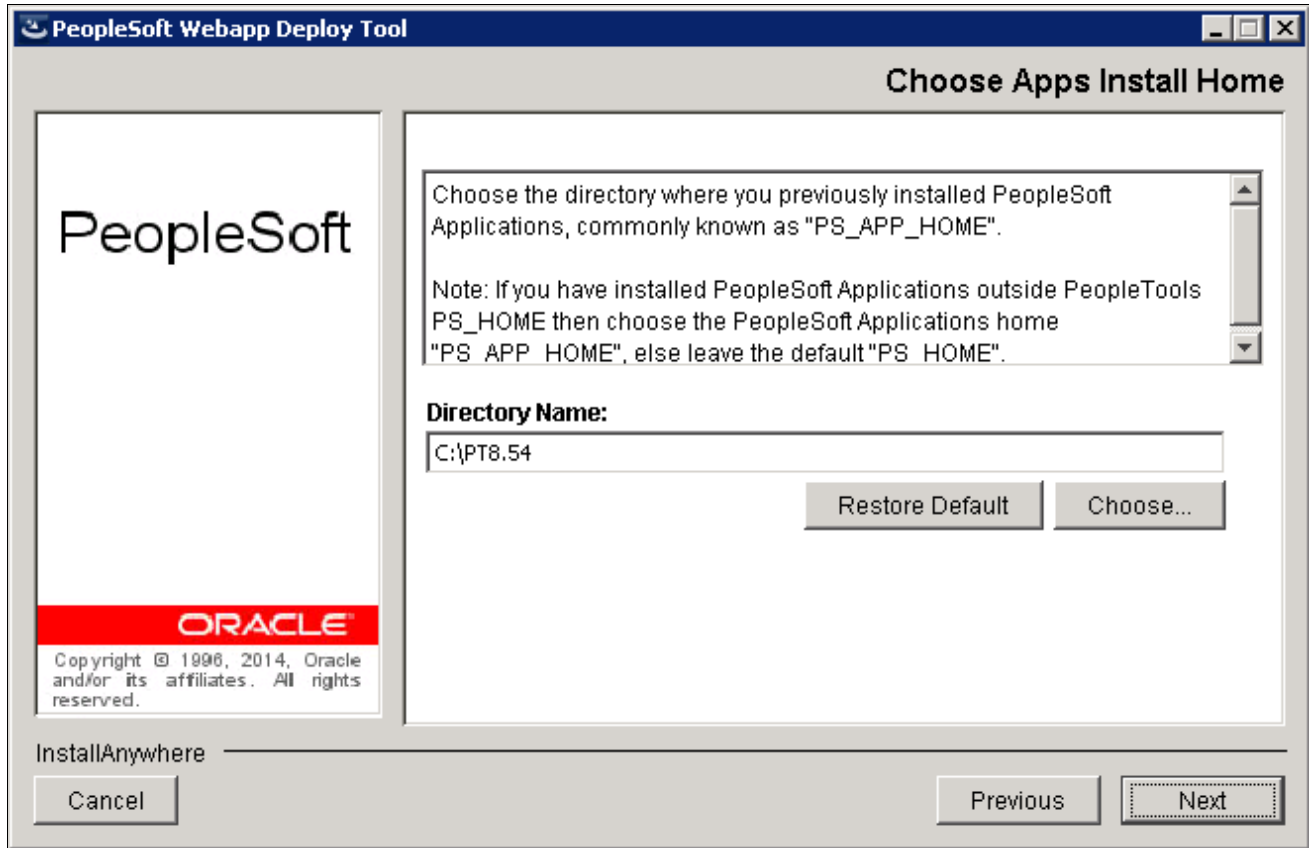 PeopleSoft Webapp Deploy Tool
Choose Apps Install Home
PeopleSoft
ORACLE
Copyright © 1996, 2014, Oracle
and/or its affiliates. All rights
reserved.
Choose the directory where you previously installed PeopleSoft
Applications, commonly known as "PS_APP_HOME".
Note: If you have installed PeopleSoft Applications outside PeopleTools
PS_HOME then choose the PeopleSoft Applications home
"PS_APP_HOME", else leave the default "PS_HOME".
Directory Name:
C:\PT8.54
Restore Default
Choose...
InstallAnywhere
Cancel
Previous
Next